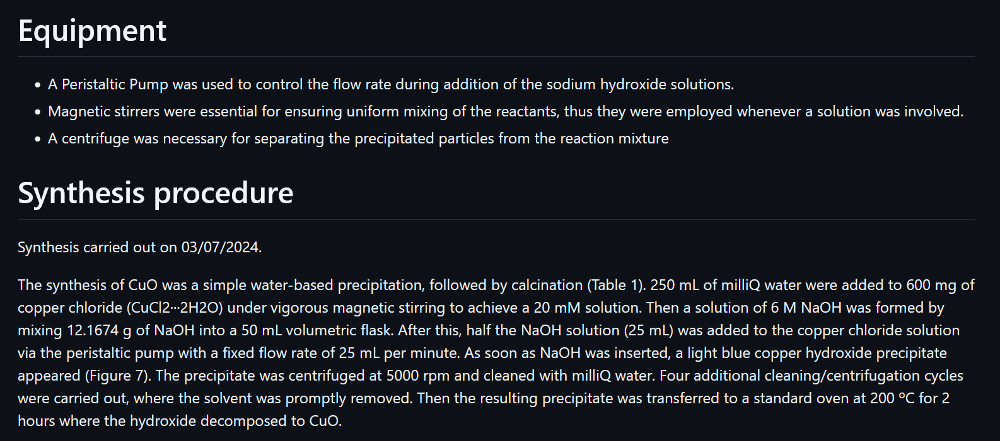 Equipment
• A Peristaltic Pump was used to control the flow rate during addition of the sodium hydroxide solutions.
• Magnetic stirrers were essential for ensuring uniform mixing of the reactants, thus they were employed whenever a solution was involved.
• A centrifuge was necessary for separating the precipitated particles from the reaction mixture
Synthesis procedure
Synthesis carried out on 03/07/2024.
The synthesis of CuO was a simple water-based precipitation, followed by calcination (Table 1). 250 mL of milliQ water were added to 600 mg of
copper chloride (CuCl2···2H2O) under vigorous magnetic stirring to achieve a 20 mM solution. Then a solution of 6 M NaOH was formed by
mixing 12.1674 g of NaOH into a 50 mL volumetric flask. After this, half the NaOH solution (25 mL) was added to the copper chloride solution
via the peristaltic pump with a fixed flow rate of 25 mL per minute. As soon as NaOH was inserted, a light blue copper hydroxide precipitate
appeared (Figure 7). The precipitate was centrifuged at 5000 rpm and cleaned with milliQ water. Four additional cleaning/centrifugation cycles
were carried out, where the solvent was promptly removed. Then the resulting precipitate was transferred to a standard oven at 200 ºC for 2
hours where the hydroxide decomposed to CuO.